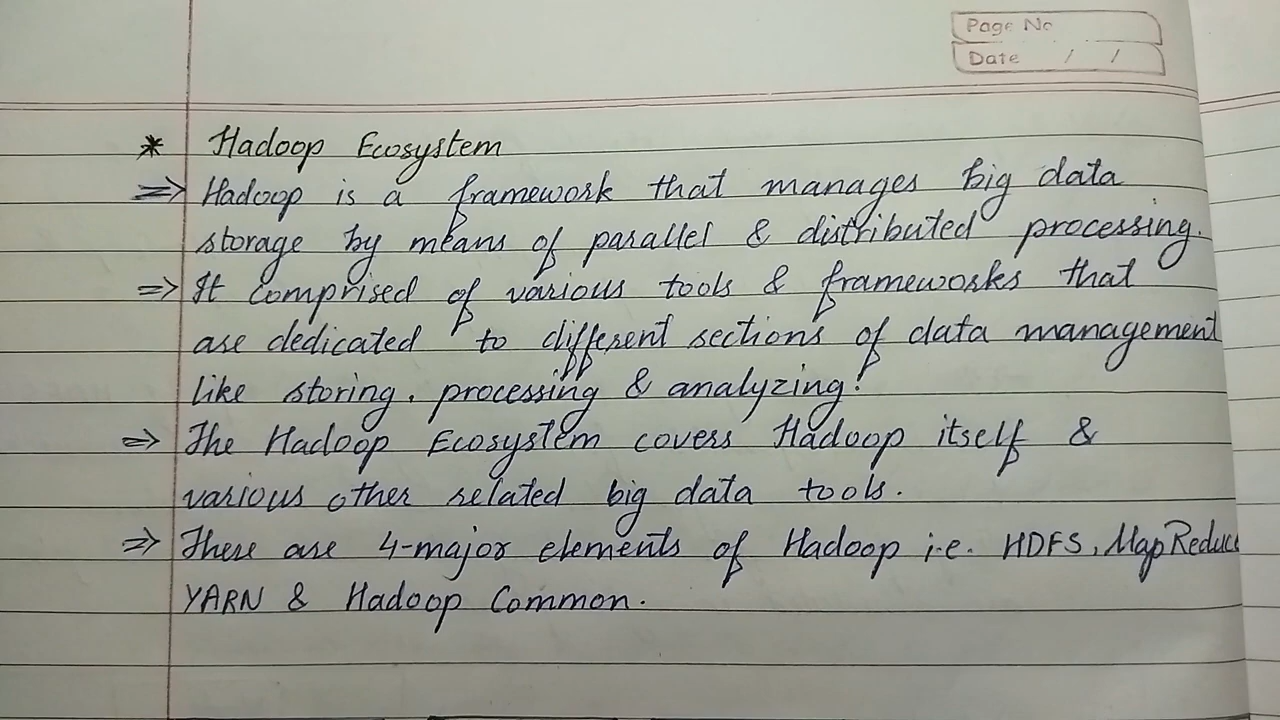 Page No
Date / /
* Hadoop Ecosystem
⇒ Hadoop is a framework that manages big data
storage by means of parallel & distributed processing.
⇒ It comprised of various tools & frameworks that
are dedicated to different sections of data management
like storing, processing & analyzing.
⇒ The Hadoop Ecosystem covers Hadoop itself &
various other related big data tools.
⇒ There are 4-major elements of Hadoop i.e. HDFS, MapReduce
YARN & Hadoop Common.